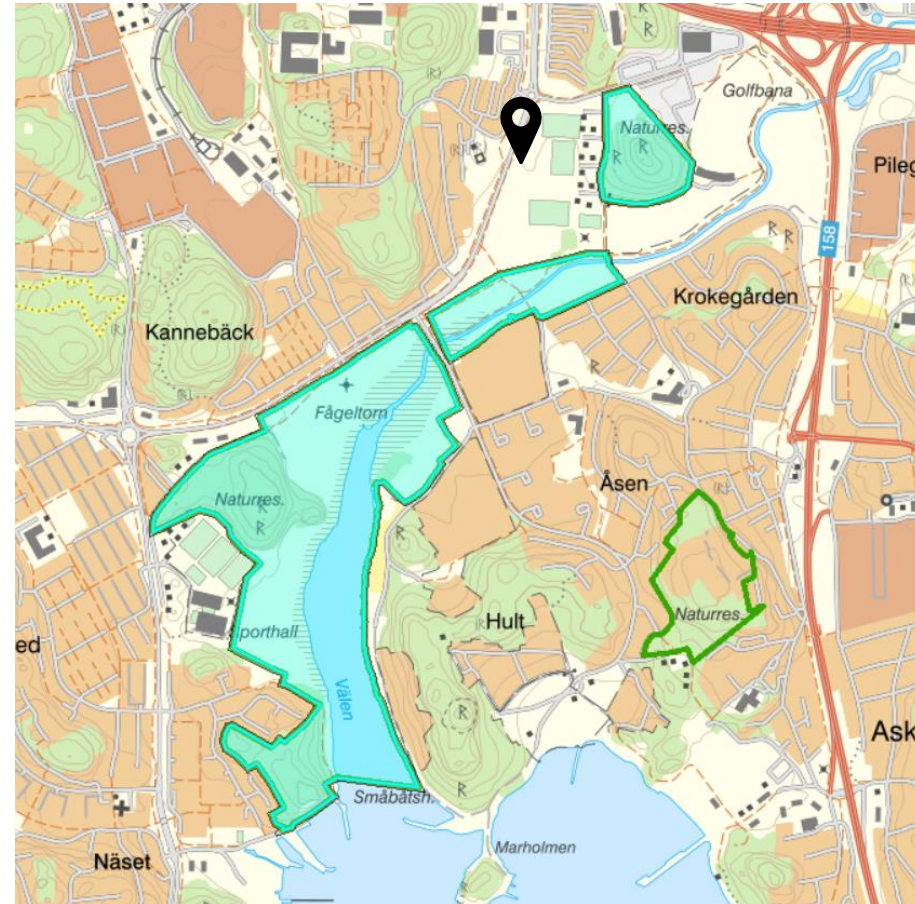 Golfbana
Naturres.
R
R
(R)
Pileg
R R
158
Krokegården
(R)
Kannebäck
(R)
R
Fågeltorn
Åsen
(R)
Naturres.
R
R
R
Hult
Naturres.
porthall
ed
Välen
R
Ask
Småbåtsh.
R
Marholmen
Näset